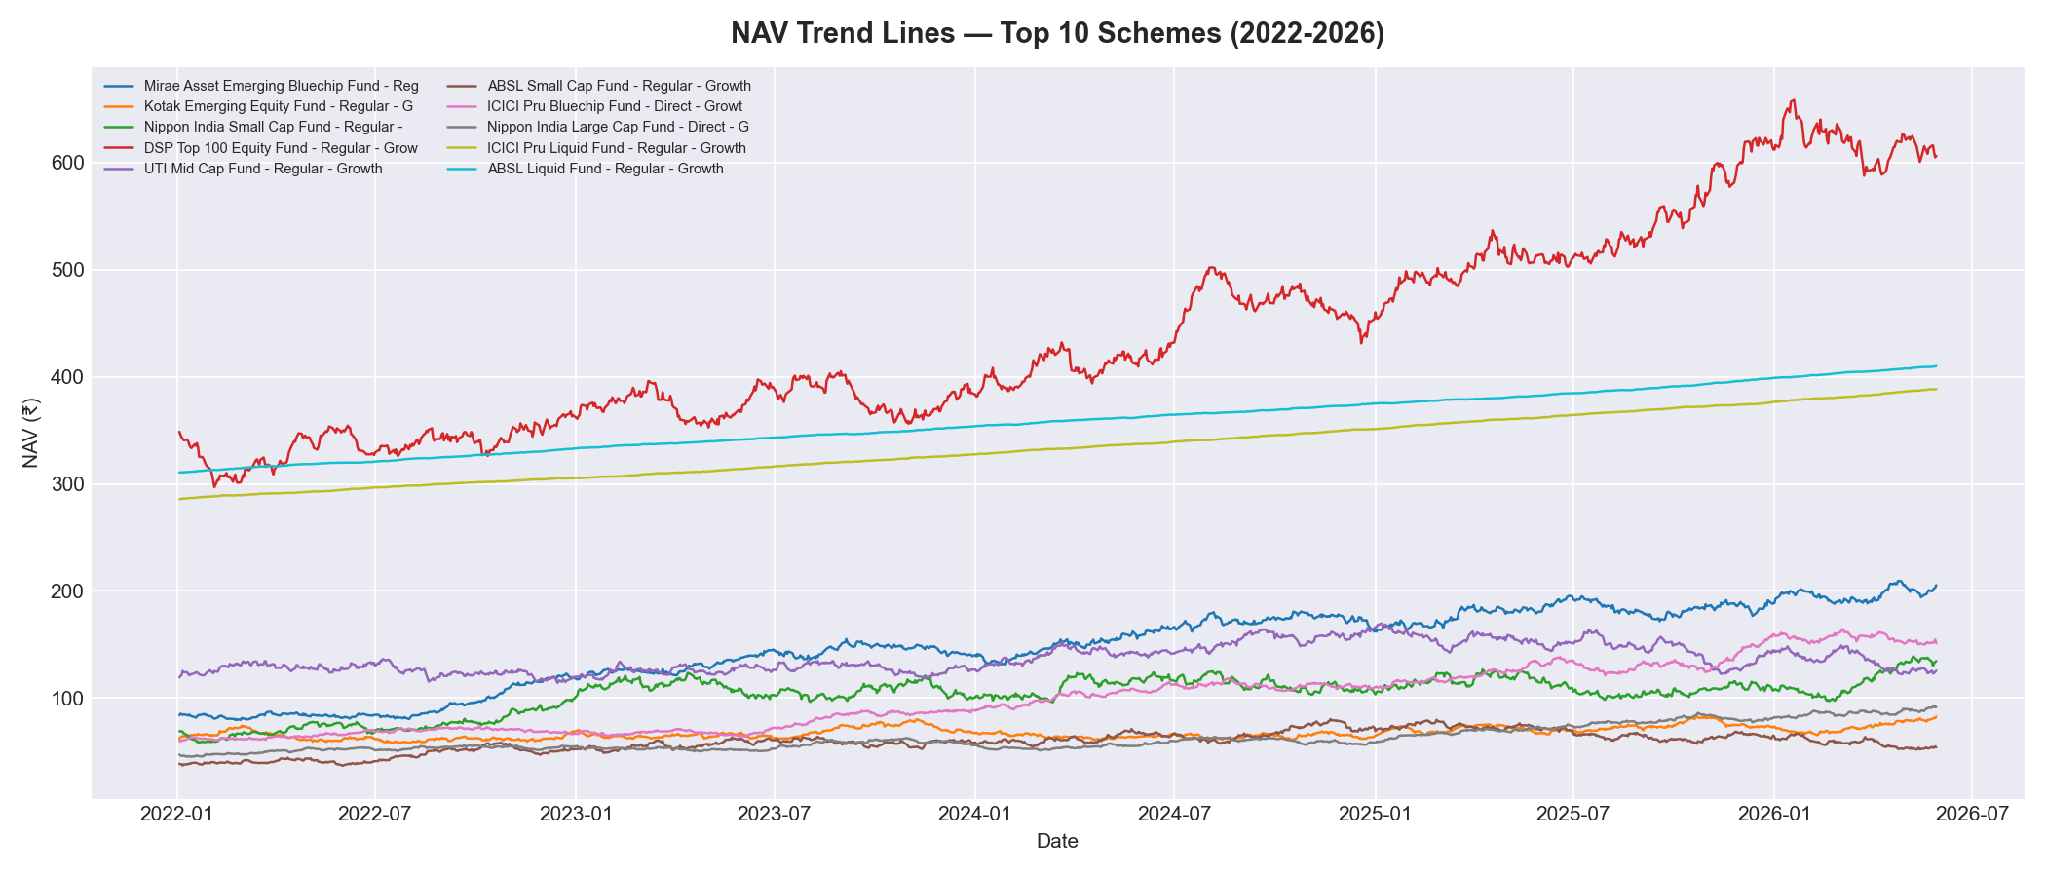 NAV Trend Lines — Top 10 Schemes (2022-2026)
Mirae Asset Emerging Bluechip Fund - Reg
Kotak Emerging Equity Fund - Regular - G
Nippon India Small Cap Fund - Regular -
DSP Top 100 Equity Fund - Regular - Grow
UTI Mid Cap Fund - Regular - Growth
ABSL Small Cap Fund - Regular - Growth
ICICI Pru Bluechip Fund - Direct - Growt
Nippon India Large Cap Fund - Direct - G
ICICI Pru Liquid Fund - Regular - Growth
ABSL Liquid Fund - Regular - Growth
NAV (₹)
600
500
400
300
200
100
2022-01 2022-07 2023-01 2023-07 2024-01 2024-07 2025-01 2025-07 2026-01 2026-07
Date